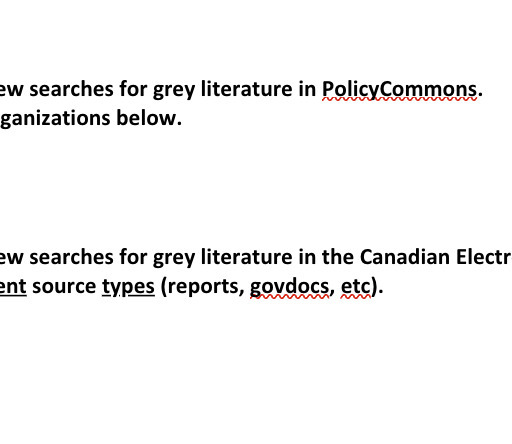 ew searches for grey literature in PolicyCommons.
ganizations below.
ew searches for grey literature in the Canadian Electr
ent source types (reports, govdocs, etc).